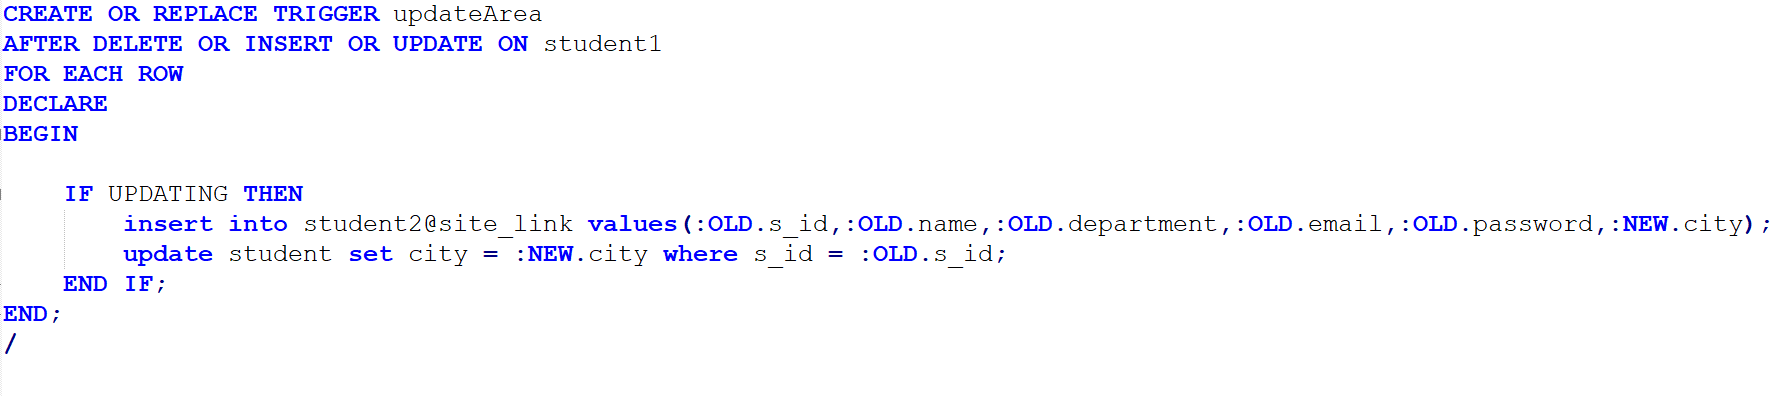 CREATE OR REPLACE TRIGGER updateArea
AFTER DELETE OR INSERT OR UPDATE ON student1
FOR EACH ROW
DECLARE
BEGIN
IF UPDATING THEN
insert into student2@site_link values(:OLD.s_id,:OLD.name,:OLD.department,:OLD.email,:OLD.password,:NEW.city);
update student set city = :NEW.city where s_id = :OLD.s_id;
END IF;
END;
/